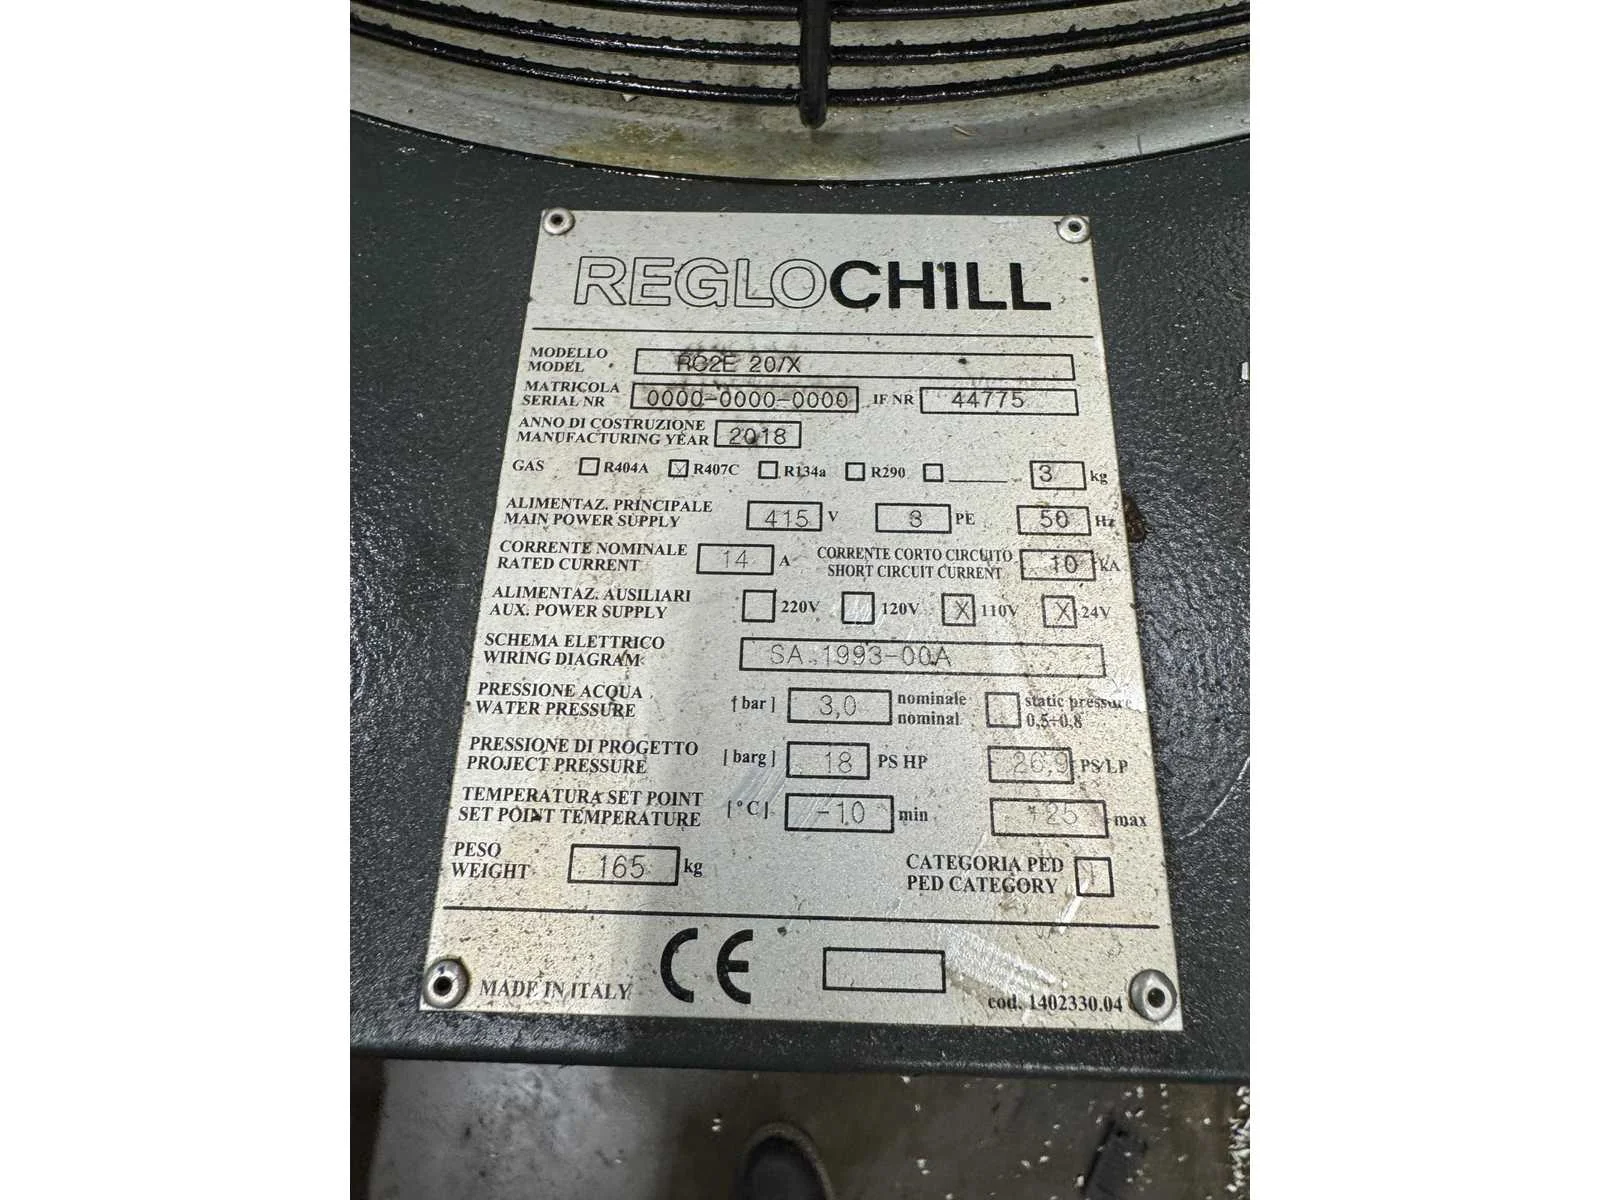 REGLOCHILL
MODELLO
MODEL
RC2E 20/X
MATRICOLA
SERIAL NR
0000-0000-0000
IF NR
44775
ANNO DI COSTRUZIONE
MANUFACTURING YEAR
2018
GAS R404A R407C R134a R290 3 kg
ALIMENTAZ. PRINCIPALE
MAIN POWER SUPPLY
415 V 3 PE 50 Hz
CORRENTE NOMINALE
RATED CURRENT
14 A
CORRENTE CORTO CIRCUITO
SHORT CIRCUIT CURRENT
10 kA
ALIMENTAZ. AUSILIARI
AUX. POWER SUPPLY
220V 120V X 110V X 24V
SCHEMA ELETTRICO
WIRING DIAGRAM
SA.1993-00A
PRESSIONE ACQUA
WATER PRESSURE
[bar] 3,0
nominale
nominal
static pressure
0,5÷0,8
PRESSIONE DI PROGETTO
PROJECT PRESSURE
[barg] 18 PS HP 26,9 PS/LP
TEMPERATURA SET POINT
SET POINT TEMPERATURE
[°C] -10 min +25 max
PESO
WEIGHT
165 kg
CATEGORIA PED
PED CATEGORY
MADE IN ITALY
CE
cod. 1402330.04